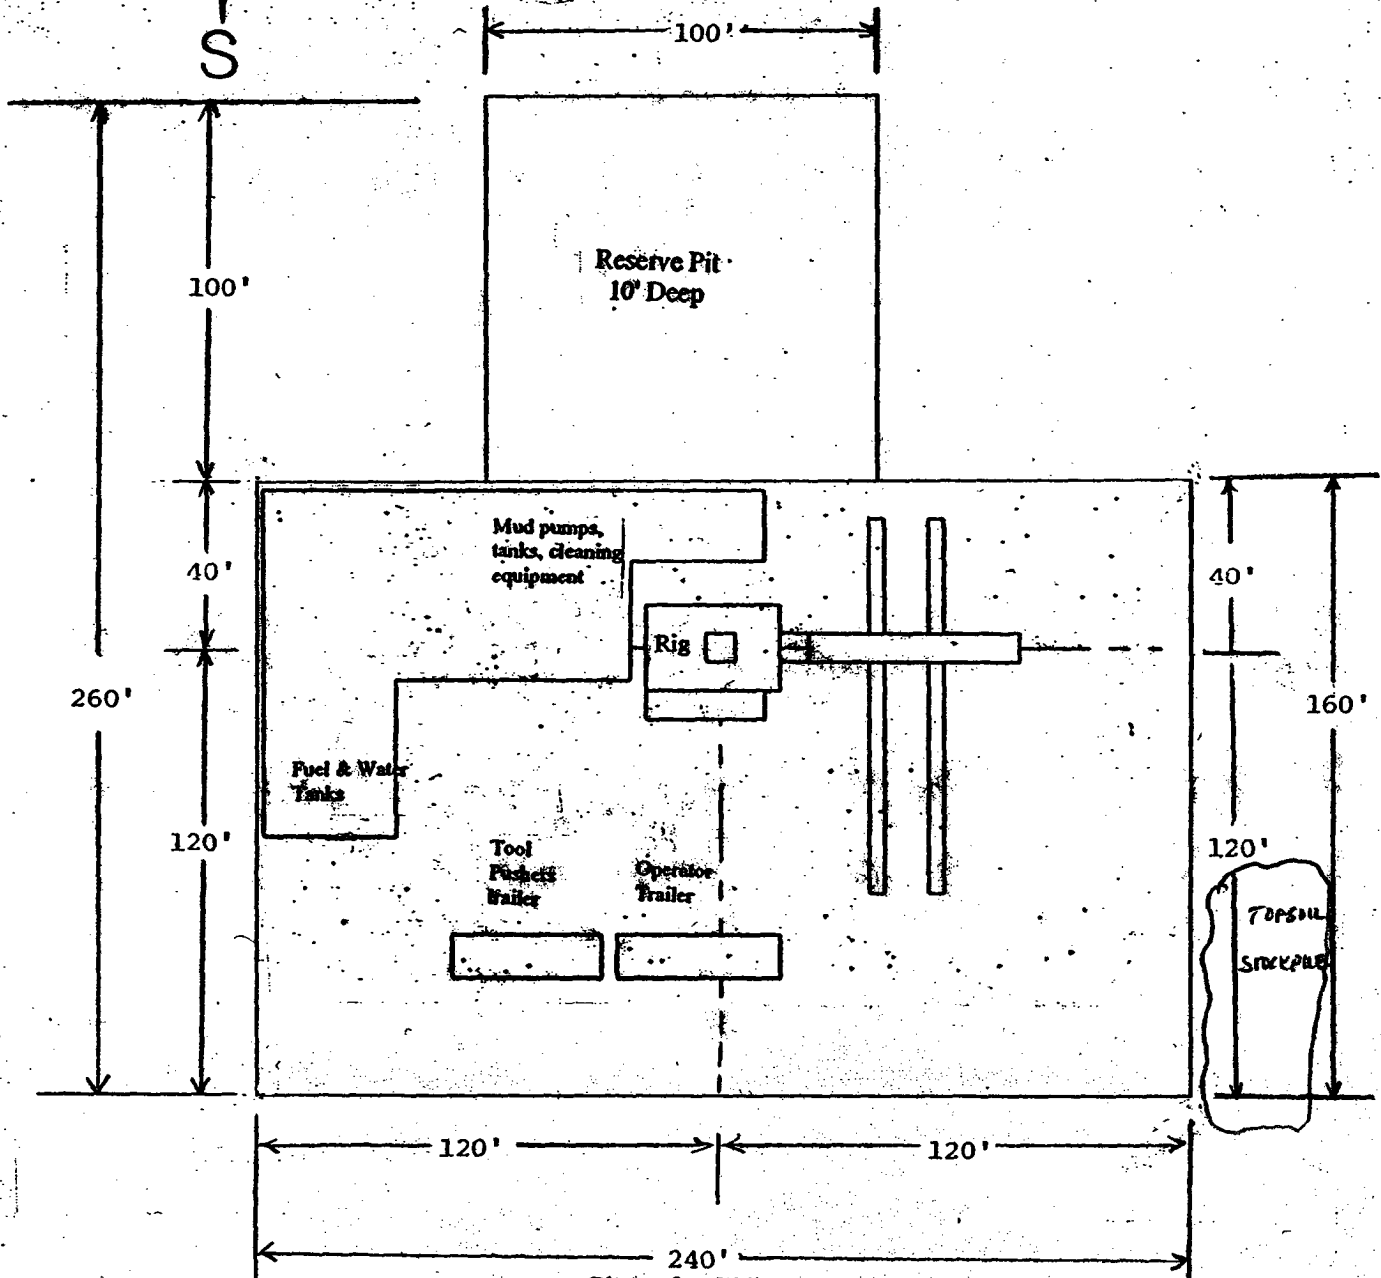 S
100'
Reserve Pit
10' Deep
100'
Mud pumps,
tanks, cleaning
equipment
40'
40'
Rig
260'
160'
Fuel & Water
Tanks
120'
120'
Tool
Pushers
trailer
Operator
Trailer
TOPSOIL
STOCKPILE
120'
120'
240'